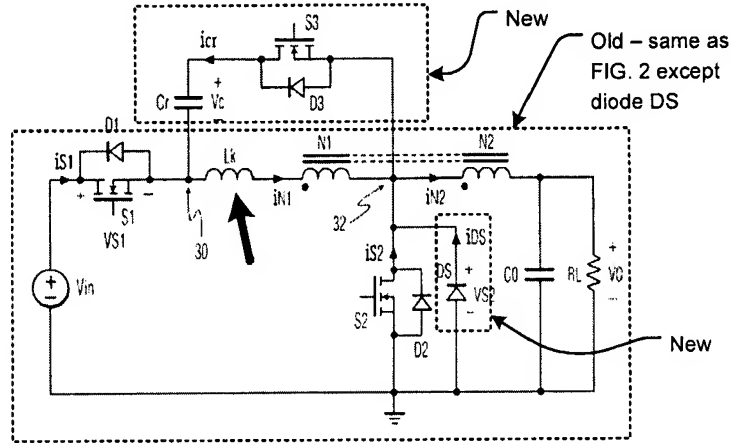 New
Old – same as
FIG. 2 except
diode DS
S3
icr
D3
Cr
+
Vc
–
D1
iS1
+
–
S1
VS1
Lk
N1
N2
iN1
iN2
30
32
iS2
iDS
DS
+
VS2
–
S2
D2
C0
RL
+
VO
–
+
–
Vin
New